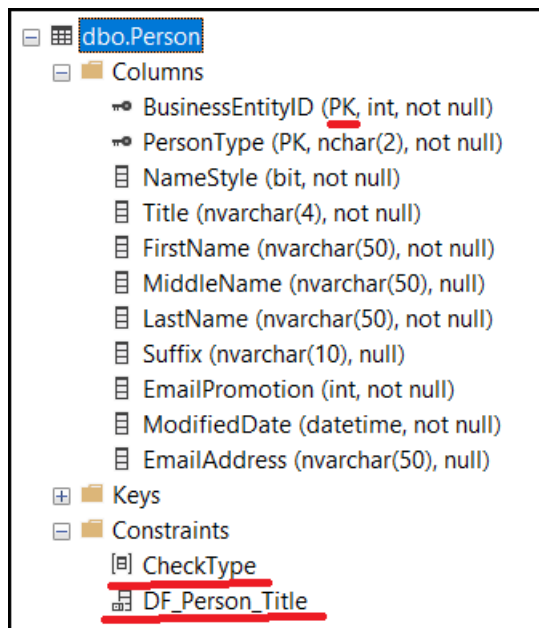 dbo.Person
Columns
BusinessEntityID (PK, int, not null)
PersonType (PK, nchar(2), not null)
NameStyle (bit, not null)
Title (nvarchar(4), not null)
FirstName (nvarchar(50), not null)
MiddleName (nvarchar(50), null)
LastName (nvarchar(50), not null)
Suffix (nvarchar(10), null)
EmailPromotion (int, not null)
ModifiedDate (datetime, not null)
EmailAddress (nvarchar(50), null)
Keys
Constraints
CheckType
DF_Person_Title